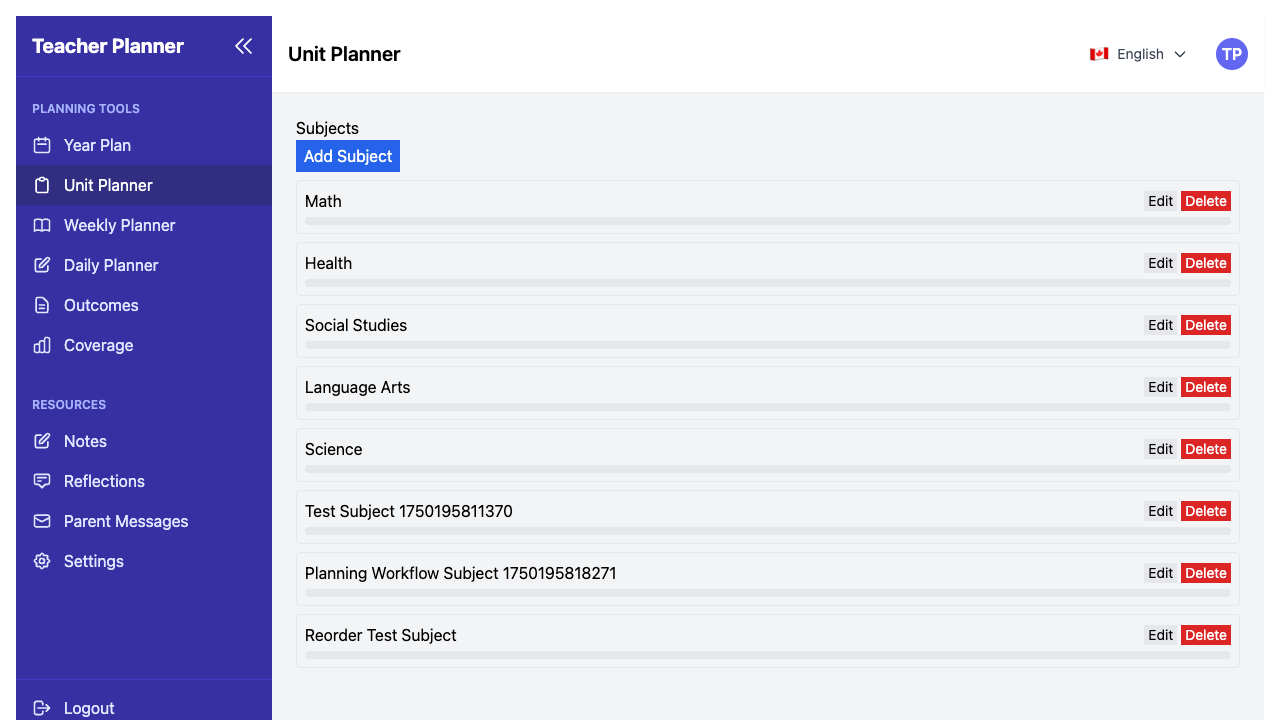 Teacher Planner
PLANNING TOOLS
Year Plan
Unit Planner
Weekly Planner
Daily Planner
Outcomes
Coverage
RESOURCES
Notes
Reflections
Parent Messages
Settings
Logout
Unit Planner
English
TP
Subjects
Add Subject
Math Edit Delete
Health Edit Delete
Social Studies Edit Delete
Language Arts Edit Delete
Science Edit Delete
Test Subject 1750195811370 Edit Delete
Planning Workflow Subject 1750195818271 Edit Delete
Reorder Test Subject Edit Delete